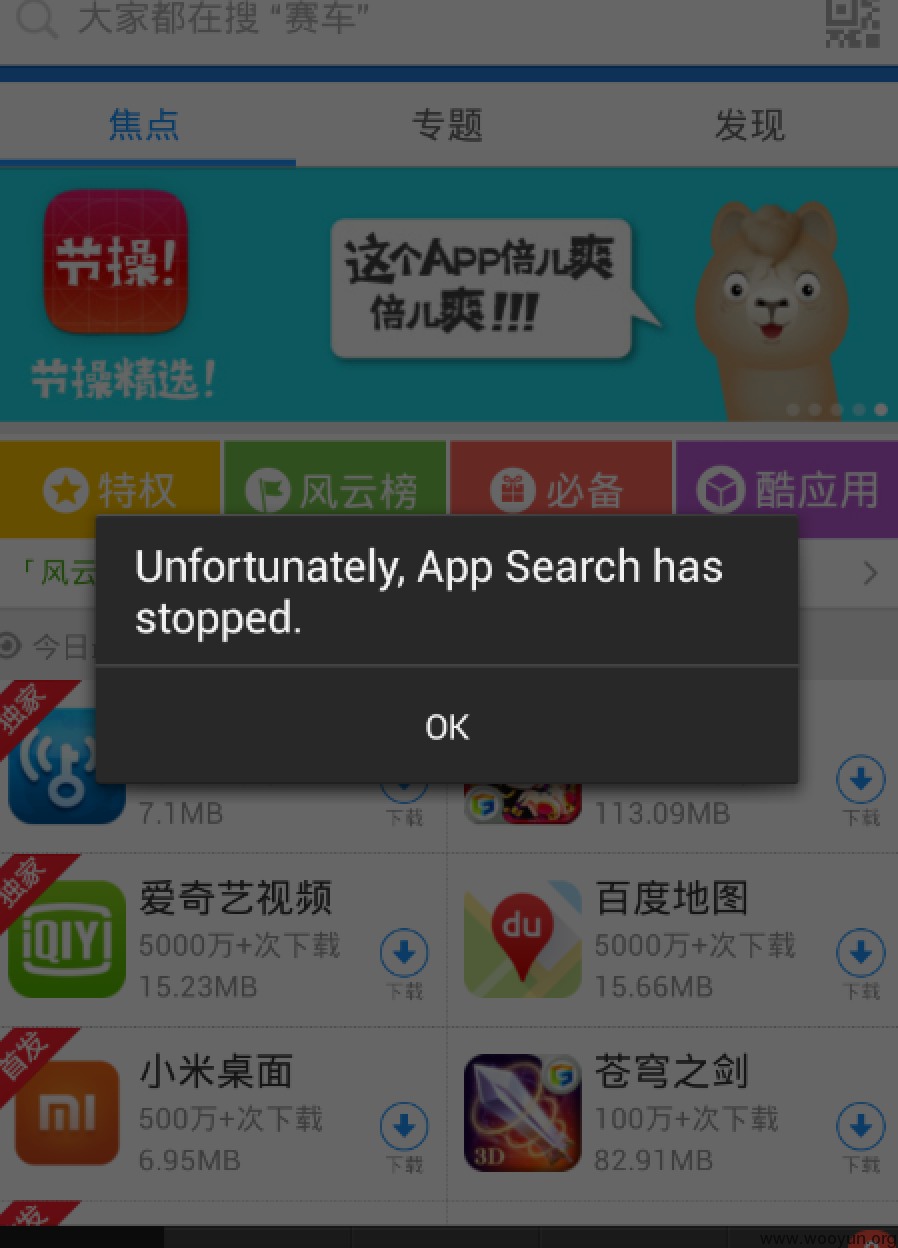 大家都在搜 “赛车”
焦点
专题
发现
节操!
这个APP倍儿爽
倍儿爽!!!
节操精选!
特权
风云榜
必备
酷应用
「风云
今日
Unfortunately, App Search has
stopped.
OK
独家
7.1MB
下载
113.09MB
下载
独家
iQIYI
爱奇艺视频
5000万+次下载
15.23MB
下载
du
百度地图
5000万+次下载
15.66MB
下载
首发
mi
小米桌面
500万+次下载
6.95MB
下载
3D
苍穹之剑
100万+次下载
82.91MB
下载
发
www.wooyun.org